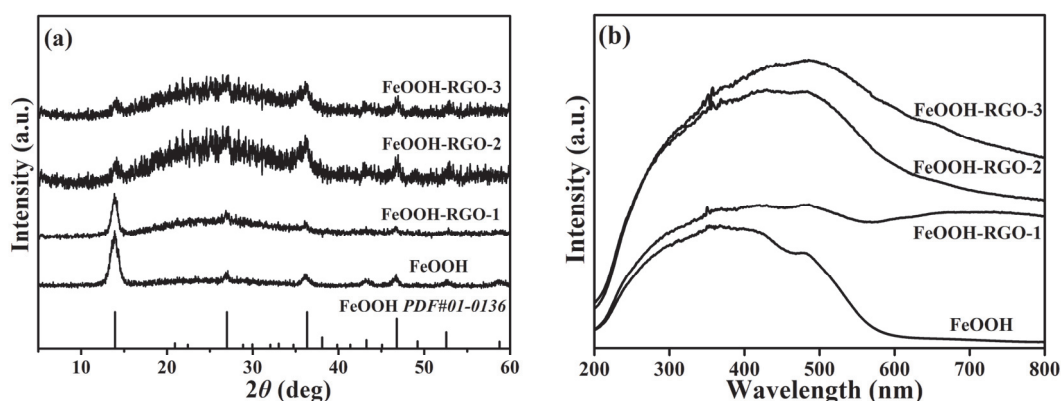 (a)
FeOOH-RGO-3
FeOOH-RGO-2
FeOOH-RGO-1
FeOOH
FeOOH PDF#01-0136
Intensity (a.u.)
10 20 30 40 50 60
2θ (deg)
(b)
FeOOH-RGO-3
FeOOH-RGO-2
FeOOH-RGO-1
FeOOH
Intensity (a.u.)
200 300 400 500 600 700 800
Wavelength (nm)